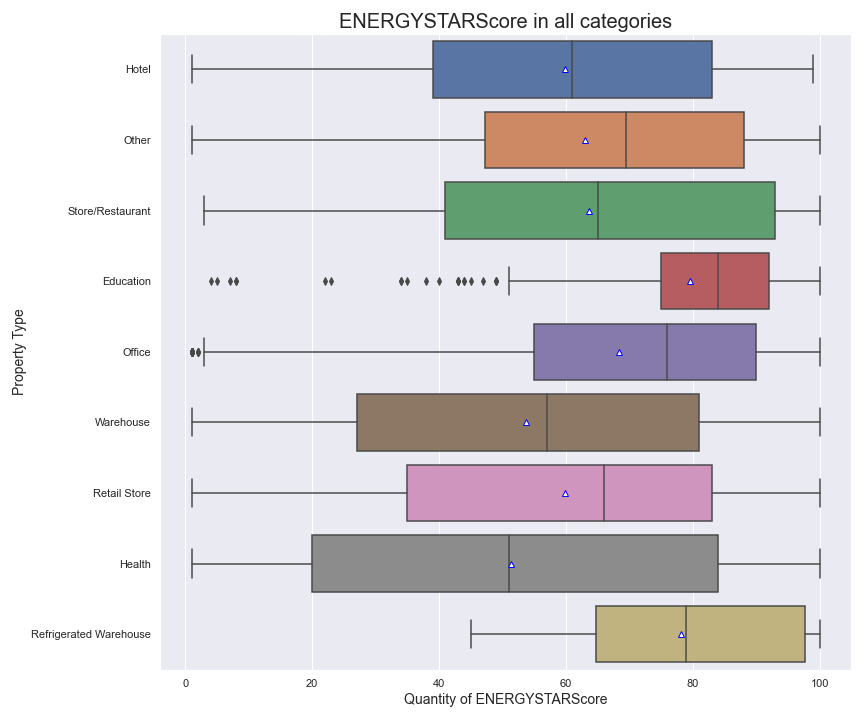 ENERGYSTARScore in all categories
Hotel
Other
Store/Restaurant
Education
Office
Warehouse
Retail Store
Health
Refrigerated Warehouse
Property Type
0 20 40 60 80 100
Quantity of ENERGYSTARScore